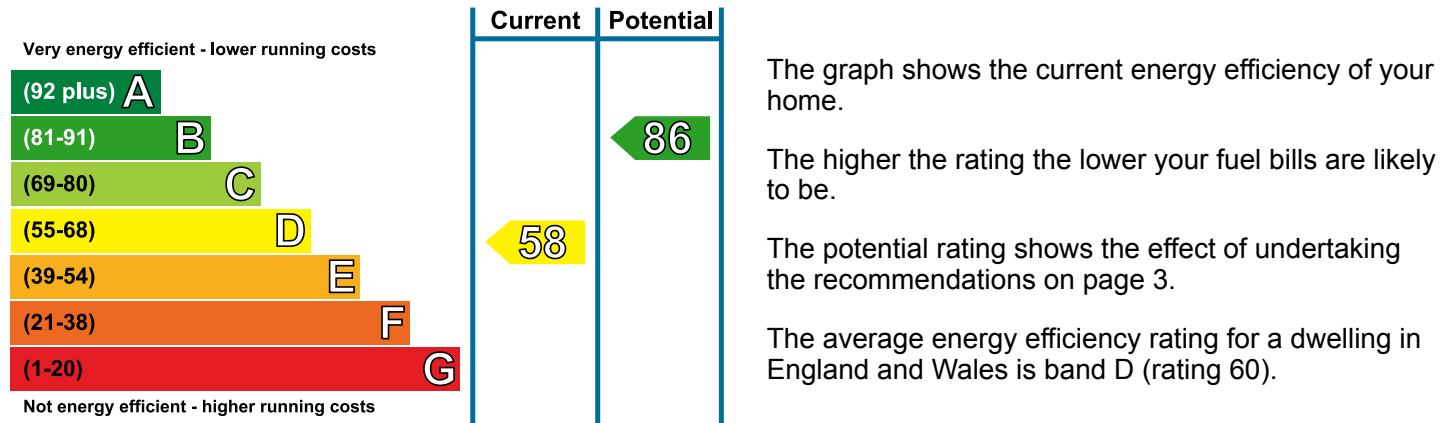 Current Potential
Very energy efficient - lower running costs
(92 plus) A
(81-91) B
86
(69-80) C
(55-68) D
58
(39-54) E
(21-38) F
(1-20) G
Not energy efficient - higher running costs
The graph shows the current energy efficiency of your
home.
The higher the rating the lower your fuel bills are likely
to be.
The potential rating shows the effect of undertaking
the recommendations on page 3.
The average energy efficiency rating for a dwelling in
England and Wales is band D (rating 60).